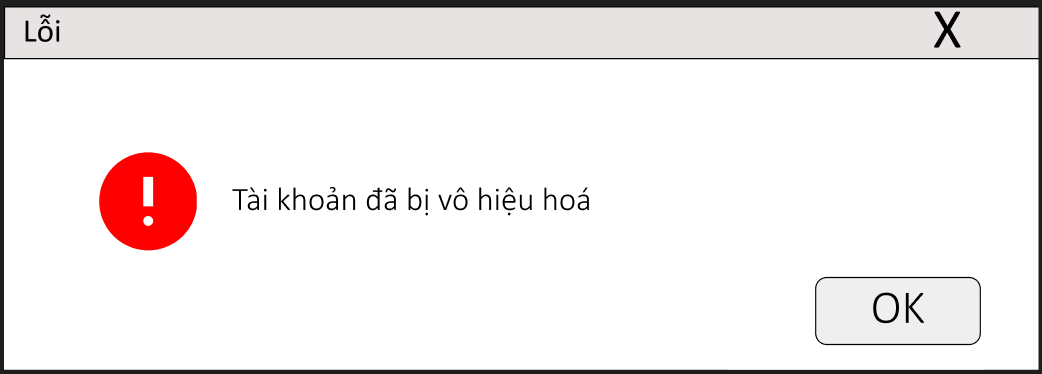 Lỗi
X
Tài khoản đã bị vô hiệu hoá
OK